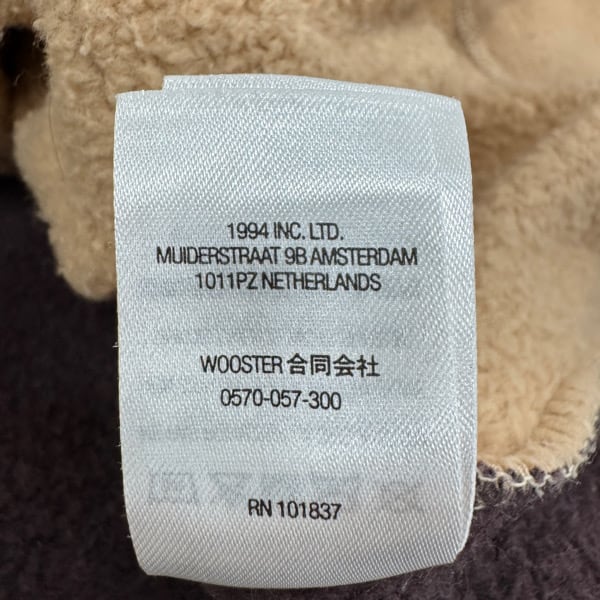 1994 INC. LTD.
MUIDERSTRAAT 9B AMSTERDAM
1011PZ NETHERLANDS
WOOSTER 合同会社
0570-057-300
RN 101837